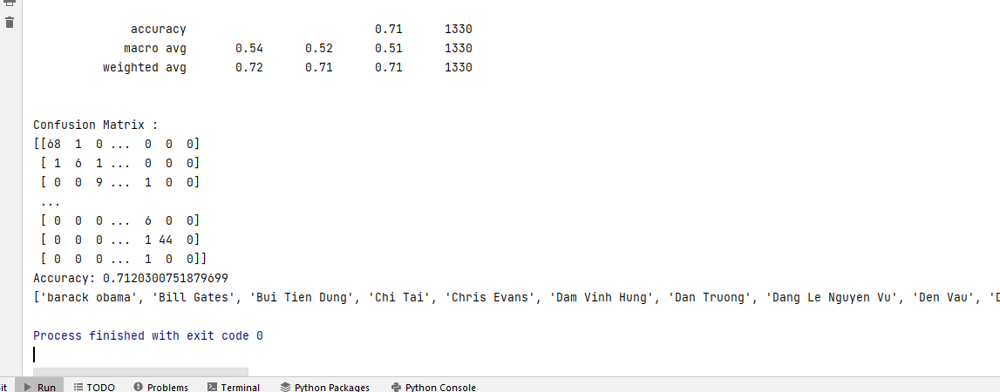 accuracy 0.71 1330
macro avg 0.54 0.52 0.51 1330
weighted avg 0.72 0.71 0.71 1330
Confusion Matrix :
[[68 1 0 ... 0 0 0]
[ 1 6 1 ... 0 0 0]
[ 0 0 9 ... 1 0 0]
...
[ 0 0 0 ... 6 0 0]
[ 0 0 0 ... 1 44 0]
[ 0 0 0 ... 1 0 0]]
Accuracy: 0.7120300751879699
['barack obama', 'Bill Gates', 'Bui Tien Dung', 'Chi Tai', 'Chris Evans', 'Dam Vinh Hung', 'Dan Truong', 'Dang Le Nguyen Vu', 'Den Vau', '
Process finished with exit code 0
Run TODO Problems Terminal Python Packages Python Console